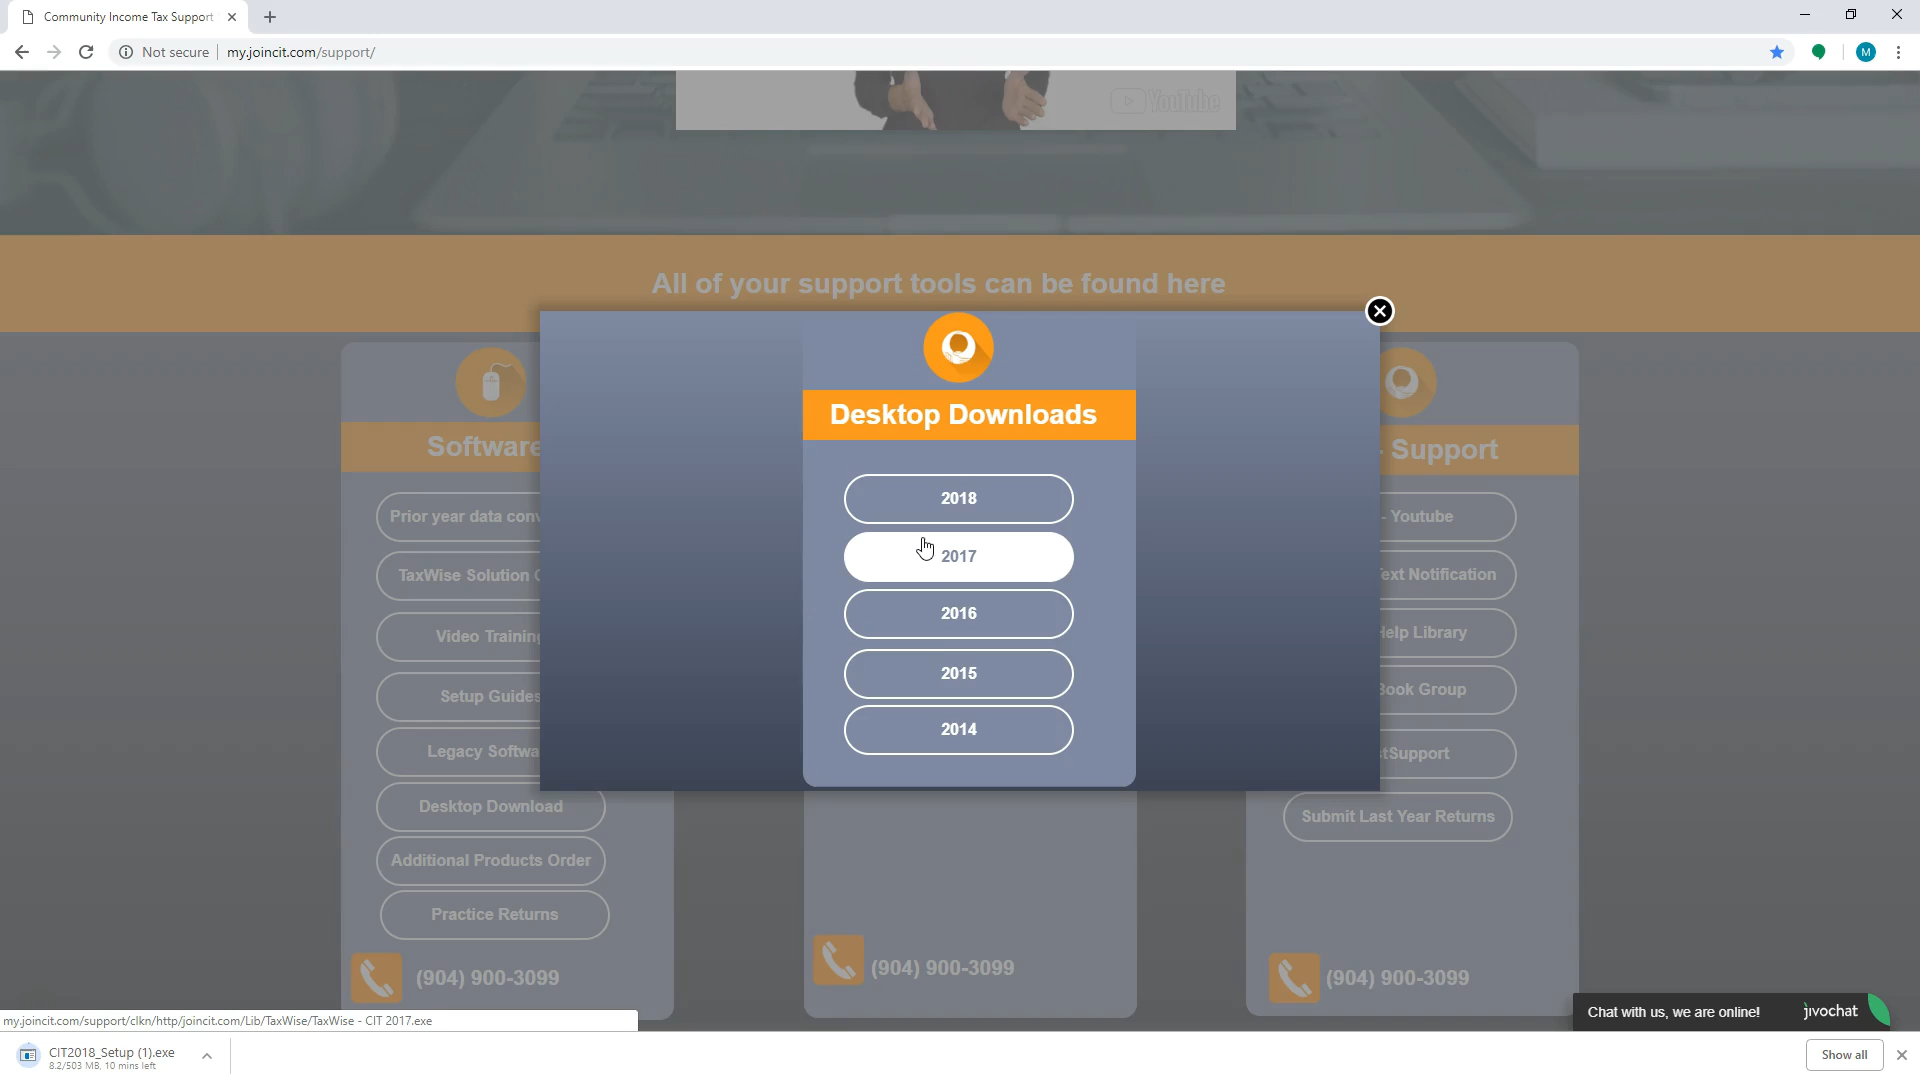 Community Income Tax Support
Not secure
my.joincit.com/support/
M
YouTube
All of your support tools can be found here
Desktop Downloads
2018
2017
2016
2015
2014
Software
Prior year data conv
TaxWise Solution
Video Training
Setup Guides
Legacy Softwa
Desktop Download
Additional Products Order
Practice Returns
(904) 900-3099
(904) 900-3099
- Support
- Youtube
ext Notification
Help Library
Book Group
tSupport
Submit Last Year Returns
(904) 900-3099
Chat with us, we are online!
jivochat
my.joincit.com/support/clkn/http/joincit.com/Lib/TaxWise/TaxWise - CIT 2017.exe
CIT2018_Setup (1).exe
8.2/503 MB, 10 mins left
Show all